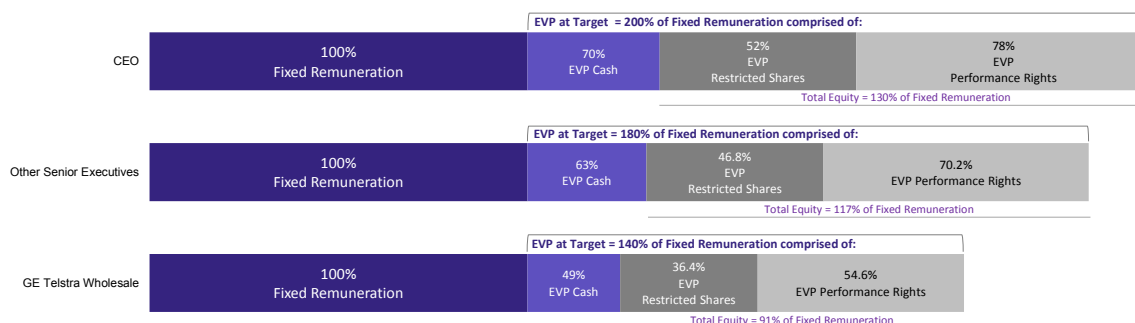 EVP at Target = 200% of Fixed Remuneration comprised of:
CEO
100%
Fixed Remuneration
70%
EVP Cash
52%
EVP
Restricted Shares
78%
EVP
Performance Rights
Total Equity = 130% of Fixed Remuneration
EVP at Target = 180% of Fixed Remuneration comprised of:
Other Senior Executives
100%
Fixed Remuneration
63%
EVP Cash
46.8%
EVP
Restricted Shares
70.2%
EVP Performance Rights
Total Equity = 117% of Fixed Remuneration
EVP at Target = 140% of Fixed Remuneration comprised of:
GE Telstra Wholesale
100%
Fixed Remuneration
49%
EVP Cash
36.4%
EVP
Restricted Shares
54.6%
EVP Performance Rights
Total Equity = 91% of Fixed Remuneration